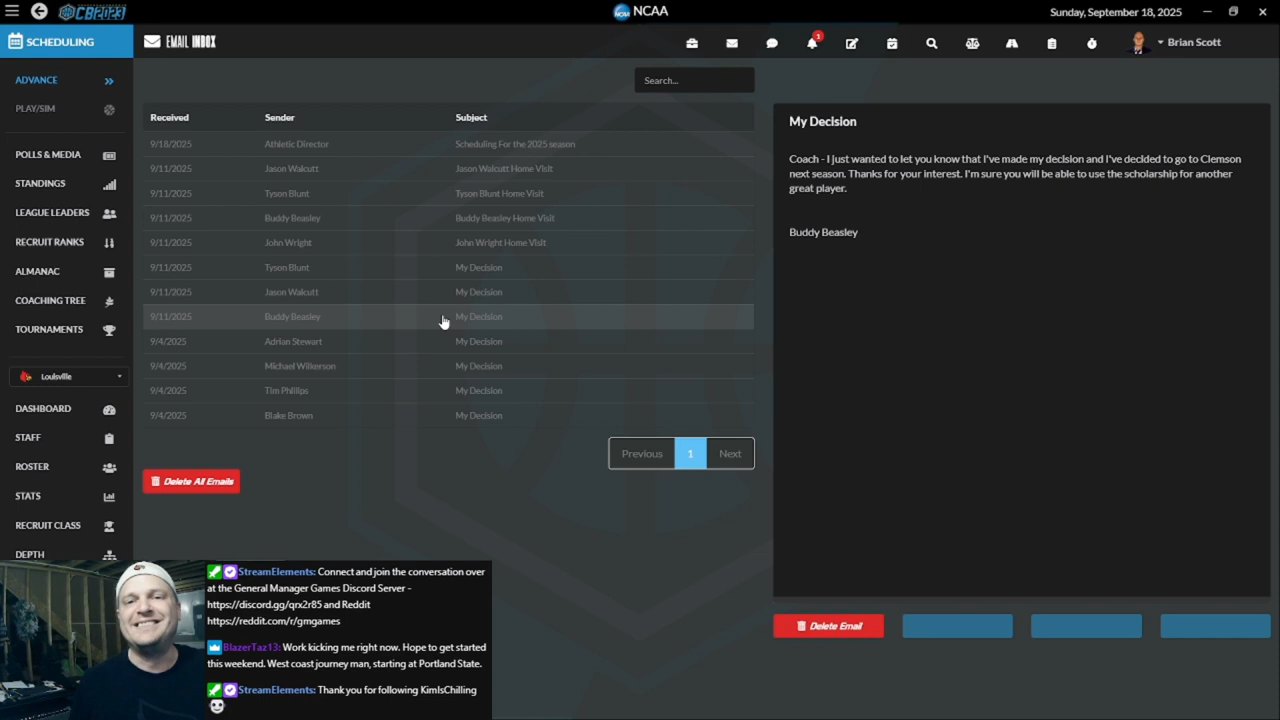 CB2023
NCAA
Sunday, September 18, 2025
SCHEDULING
EMAIL INBOX
1
Brian Scott
ADVANCE
PLAY/SIM
POLLS & MEDIA
STANDINGS
LEAGUE LEADERS
RECRUIT RANKS
ALMANAC
COACHING TREE
TOURNAMENTS
Louisville
DASHBOARD
STAFF
ROSTER
STATS
RECRUIT CLASS
DEPTH
Search...
Received Sender Subject
9/18/2025 Athletic Director Scheduling For the 2025 season
9/11/2025 Jason Walcutt Jason Walcutt Home Visit
9/11/2025 Tyson Blunt Tyson Blunt Home Visit
9/11/2025 Buddy Beasley Buddy Beasley Home Visit
9/11/2025 John Wright John Wright Home Visit
9/11/2025 Tyson Blunt My Decision
9/11/2025 Jason Walcutt My Decision
9/11/2025 Buddy Beasley My Decision
9/4/2025 Adrian Stewart My Decision
9/4/2025 Michael Wilkerson My Decision
9/4/2025 Tim Phillips My Decision
9/4/2025 Blake Brown My Decision
Previous 1 Next
Delete All Emails
My Decision
Coach - I just wanted to let you know that I've made my decision and I've decided to go to Clemson
next season. Thanks for your interest. I'm sure you will be able to use the scholarship for another
great player.
Buddy Beasley
Delete Email
StreamElements: Connect and join the conversation over
at the General Manager Games Discord Server -
https://discord.gg/qrx2r85 and Reddit
https://reddit.com/r/gmgames
BlazerTaz13: Work kicking me right now. Hope to get started
this weekend. West coast journey man, starting at Portland State.
StreamElements: Thank you for following KimIsChilling